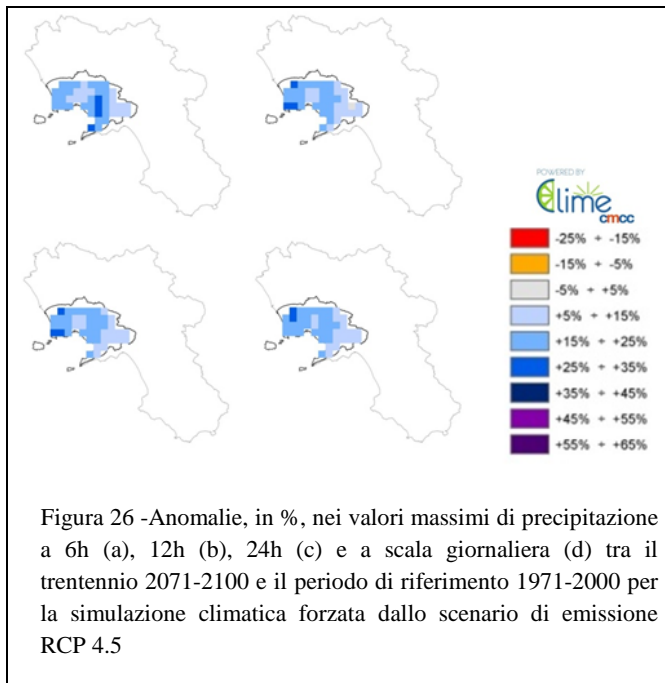 POWERED BY
Clime
cmcc
-25% ÷ -15%
-15% ÷ -5%
-5% ÷ +5%
+5% ÷ +15%
+15% ÷ +25%
+25% ÷ +35%
+35% ÷ +45%
+45% ÷ +55%
+55% ÷ +65%
Figura 26 -Anomalie, in %, nei valori massimi di precipitazione
a 6h (a), 12h (b), 24h (c) e a scala giornaliera (d) tra il
trentennio 2071-2100 e il periodo di riferimento 1971-2000 per
la simulazione climatica forzata dallo scenario di emissione
RCP 4.5